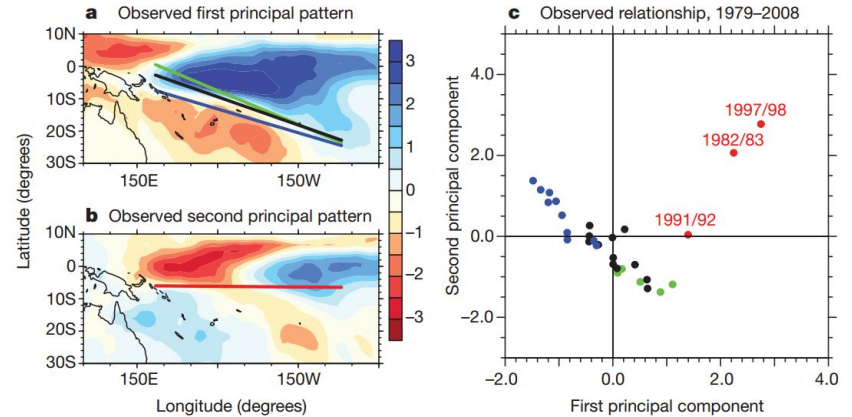 a Observed first principal pattern
10N
0
10S
20S
30S
150E
150W
b Observed second principal pattern
10N
0
10S
20S
30S
150E
150W
Latitude (degrees)
Longitude (degrees)
3
2
1
0
−1
−2
−3
c Observed relationship, 1979–2008
4.0
2.0
0.0
−2.0
−2.0
0.0
2.0
4.0
Second principal component
First principal component
1997/98
1982/83
1991/92